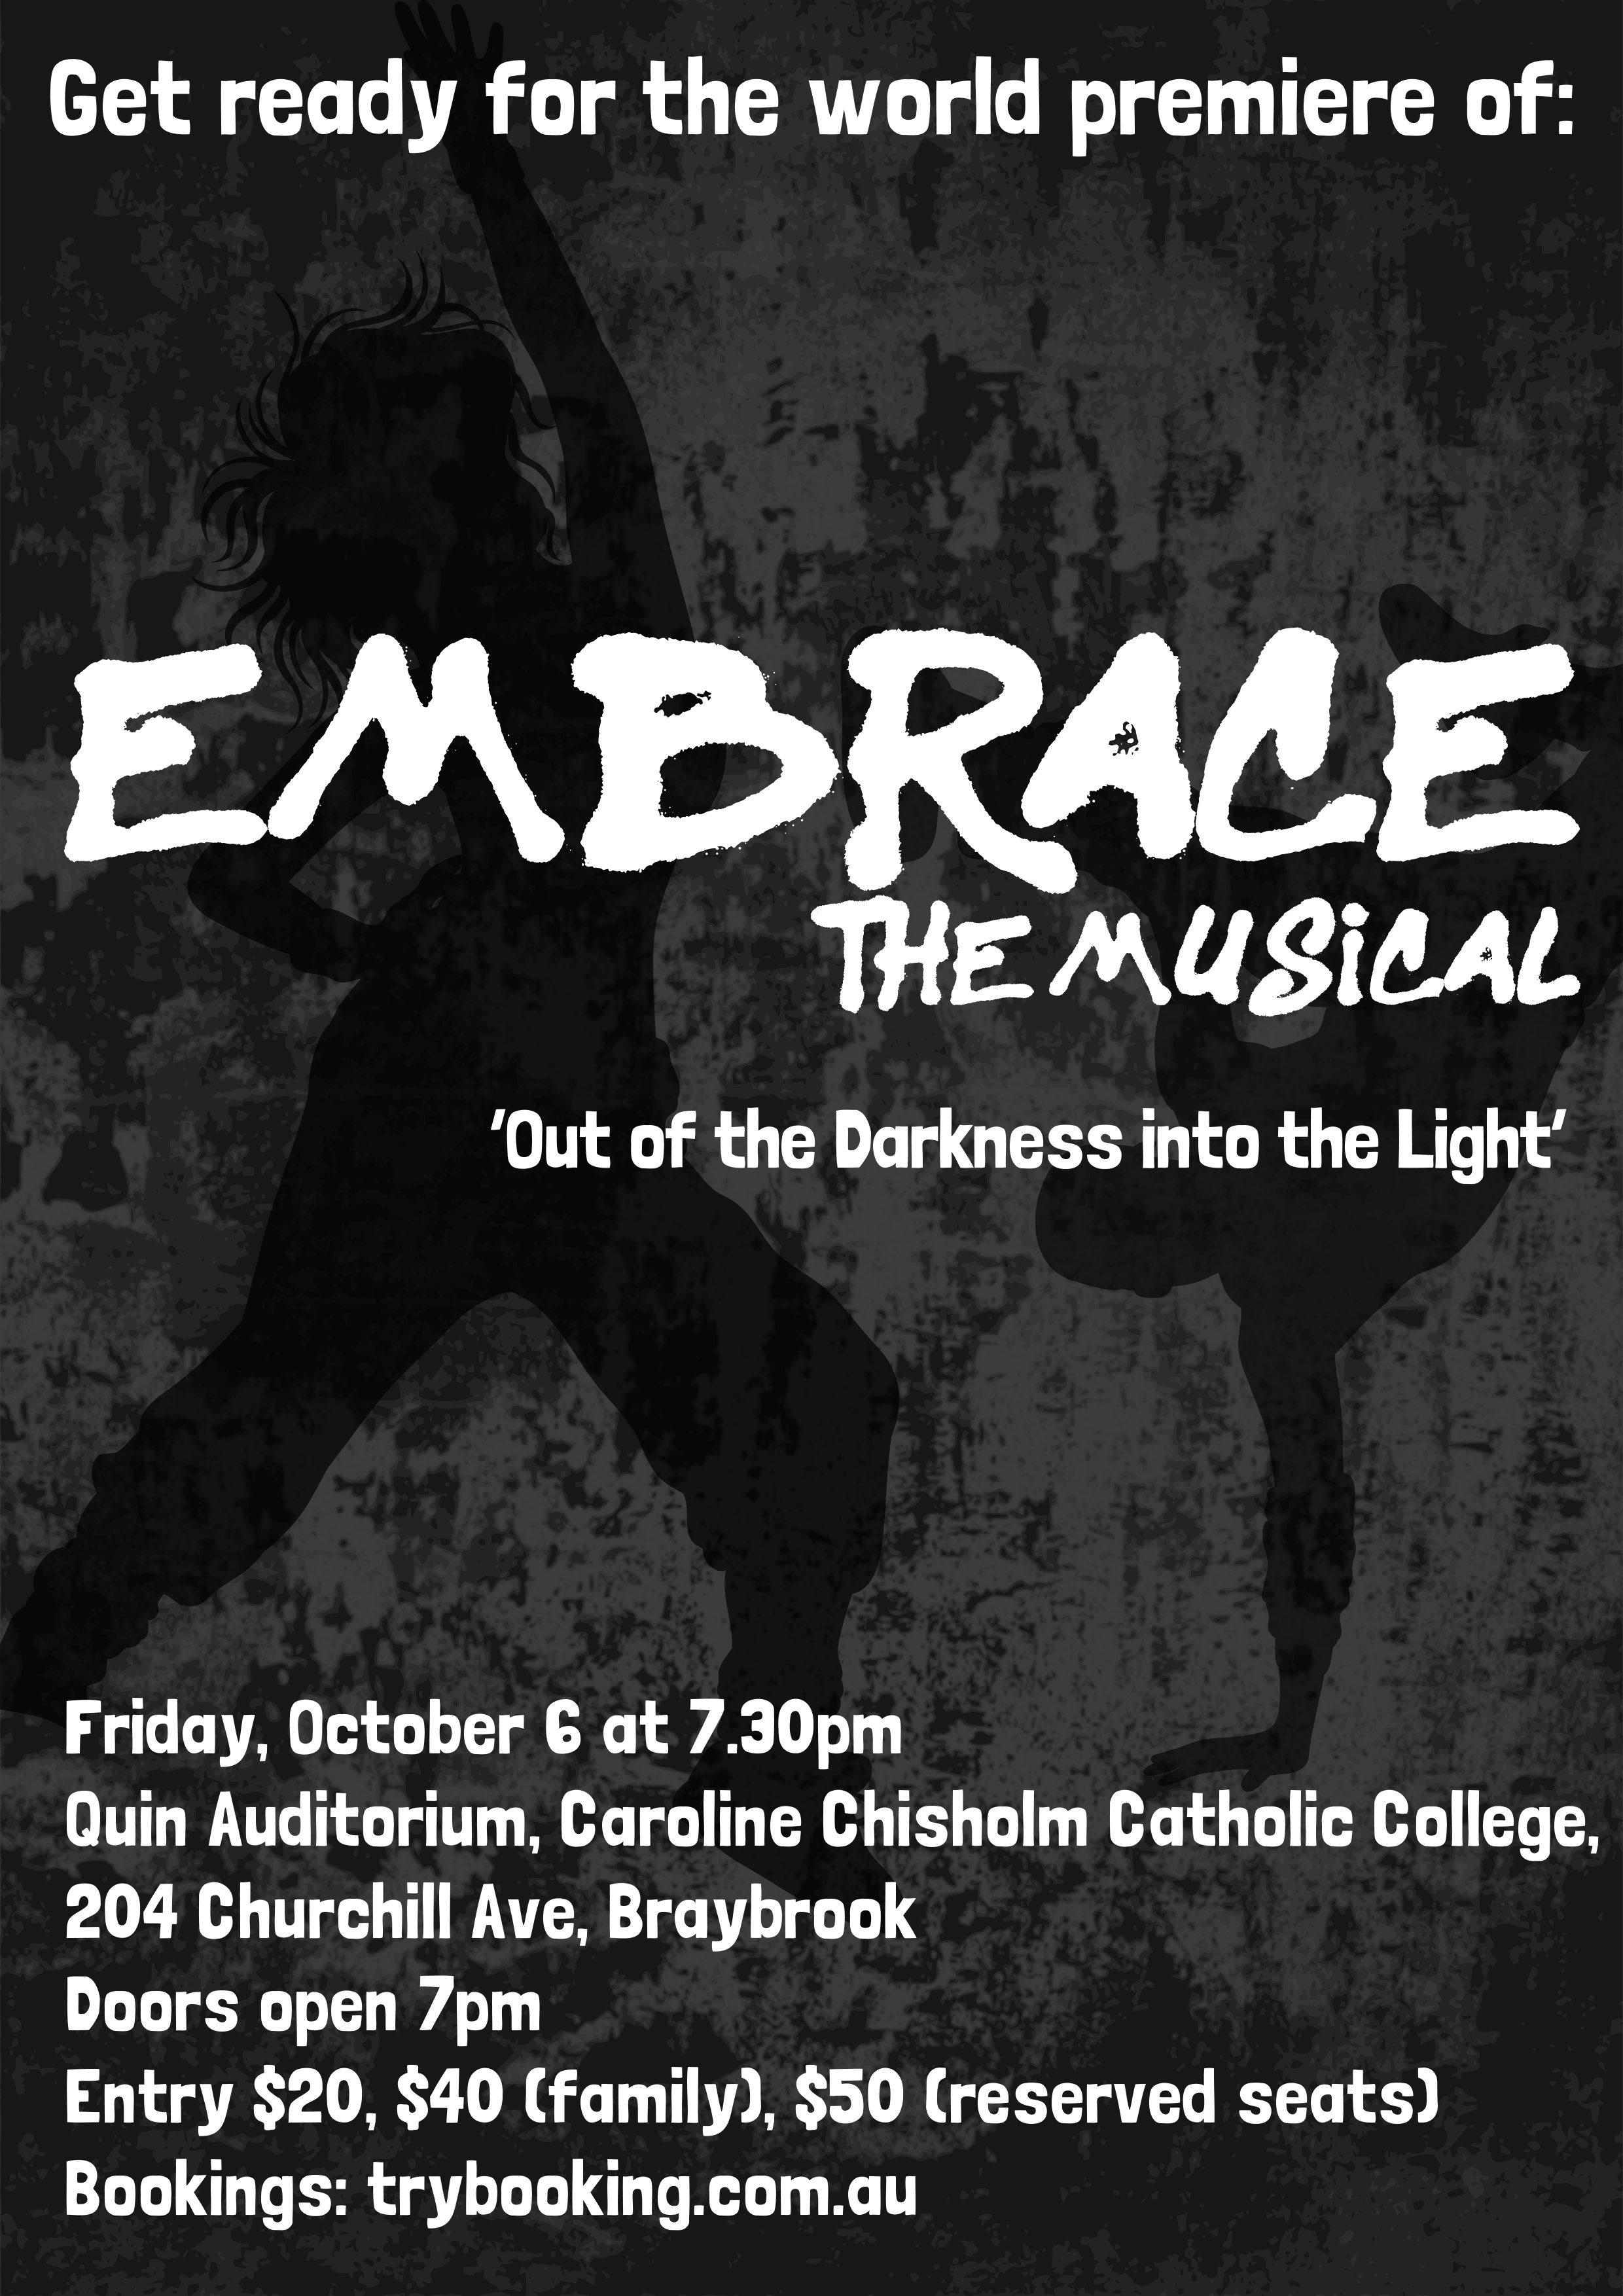 Get ready for the world premiere of:
EMBRACE
THE MUSiCAL
'Out of the Darkness into the Light'
Friday, October 6 at 7.30pm
Quin Auditorium, Caroline Chisholm Catholic College,
204 Churchill Ave, Braybrook
Doors open 7pm
Entry $20, $40 (family), $50 (reserved seats)
Bookings: trybooking.com.au